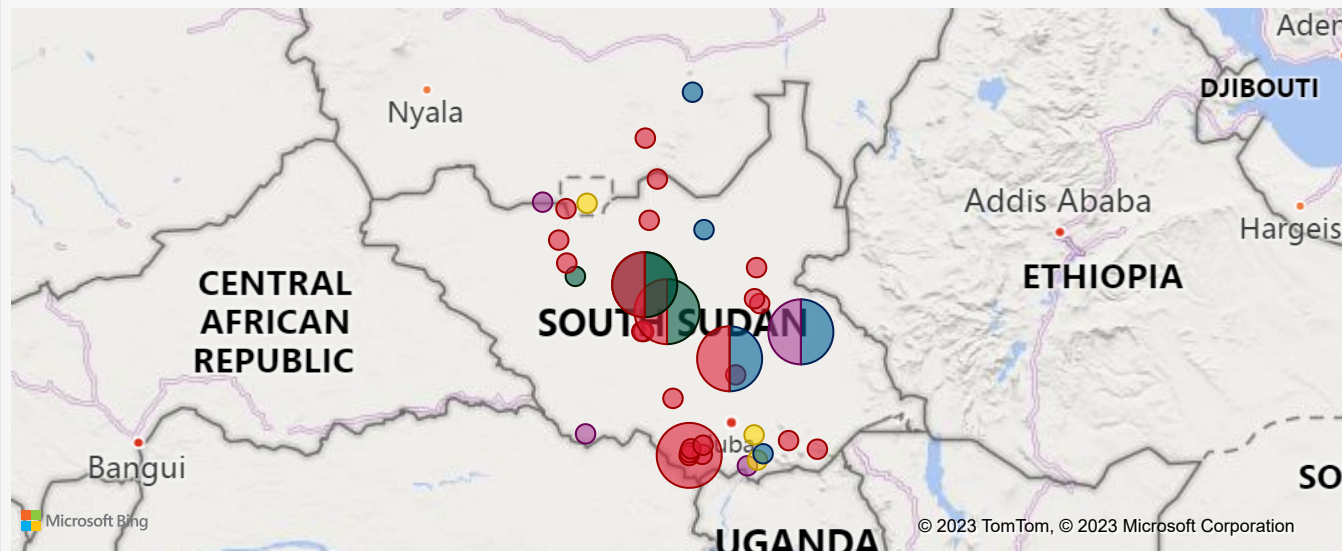 Aden
DJIBOUTI
Nyala
Addis Ababa
Hargeis
ETHIOPIA
CENTRAL
AFRICAN
REPUBLIC
SOUTH SUDAN
uba
Bangui
SO
Microsoft Bing
© 2023 TomTom, © 2023 Microsoft Corporation
UGANDA